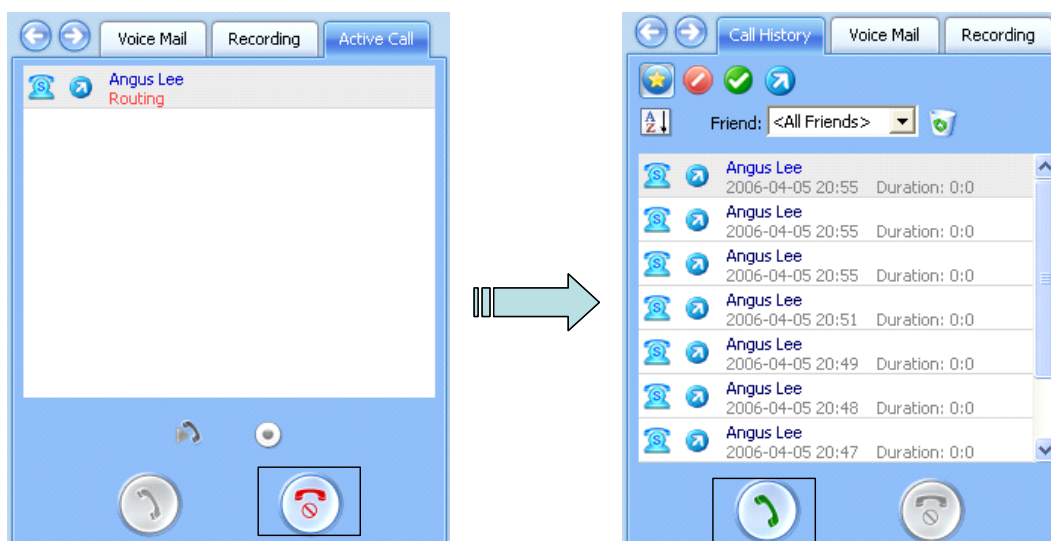 Voice Mail Recording Active Call
Angus Lee
Routing
Call History Voice Mail Recording
A
Z
Friend: <All Friends>
Angus Lee
2006-04-05 20:55 Duration: 0:0
Angus Lee
2006-04-05 20:55 Duration: 0:0
Angus Lee
2006-04-05 20:55 Duration: 0:0
Angus Lee
2006-04-05 20:51 Duration: 0:0
Angus Lee
2006-04-05 20:49 Duration: 0:0
Angus Lee
2006-04-05 20:48 Duration: 0:0
Angus Lee
2006-04-05 20:47 Duration: 0:0